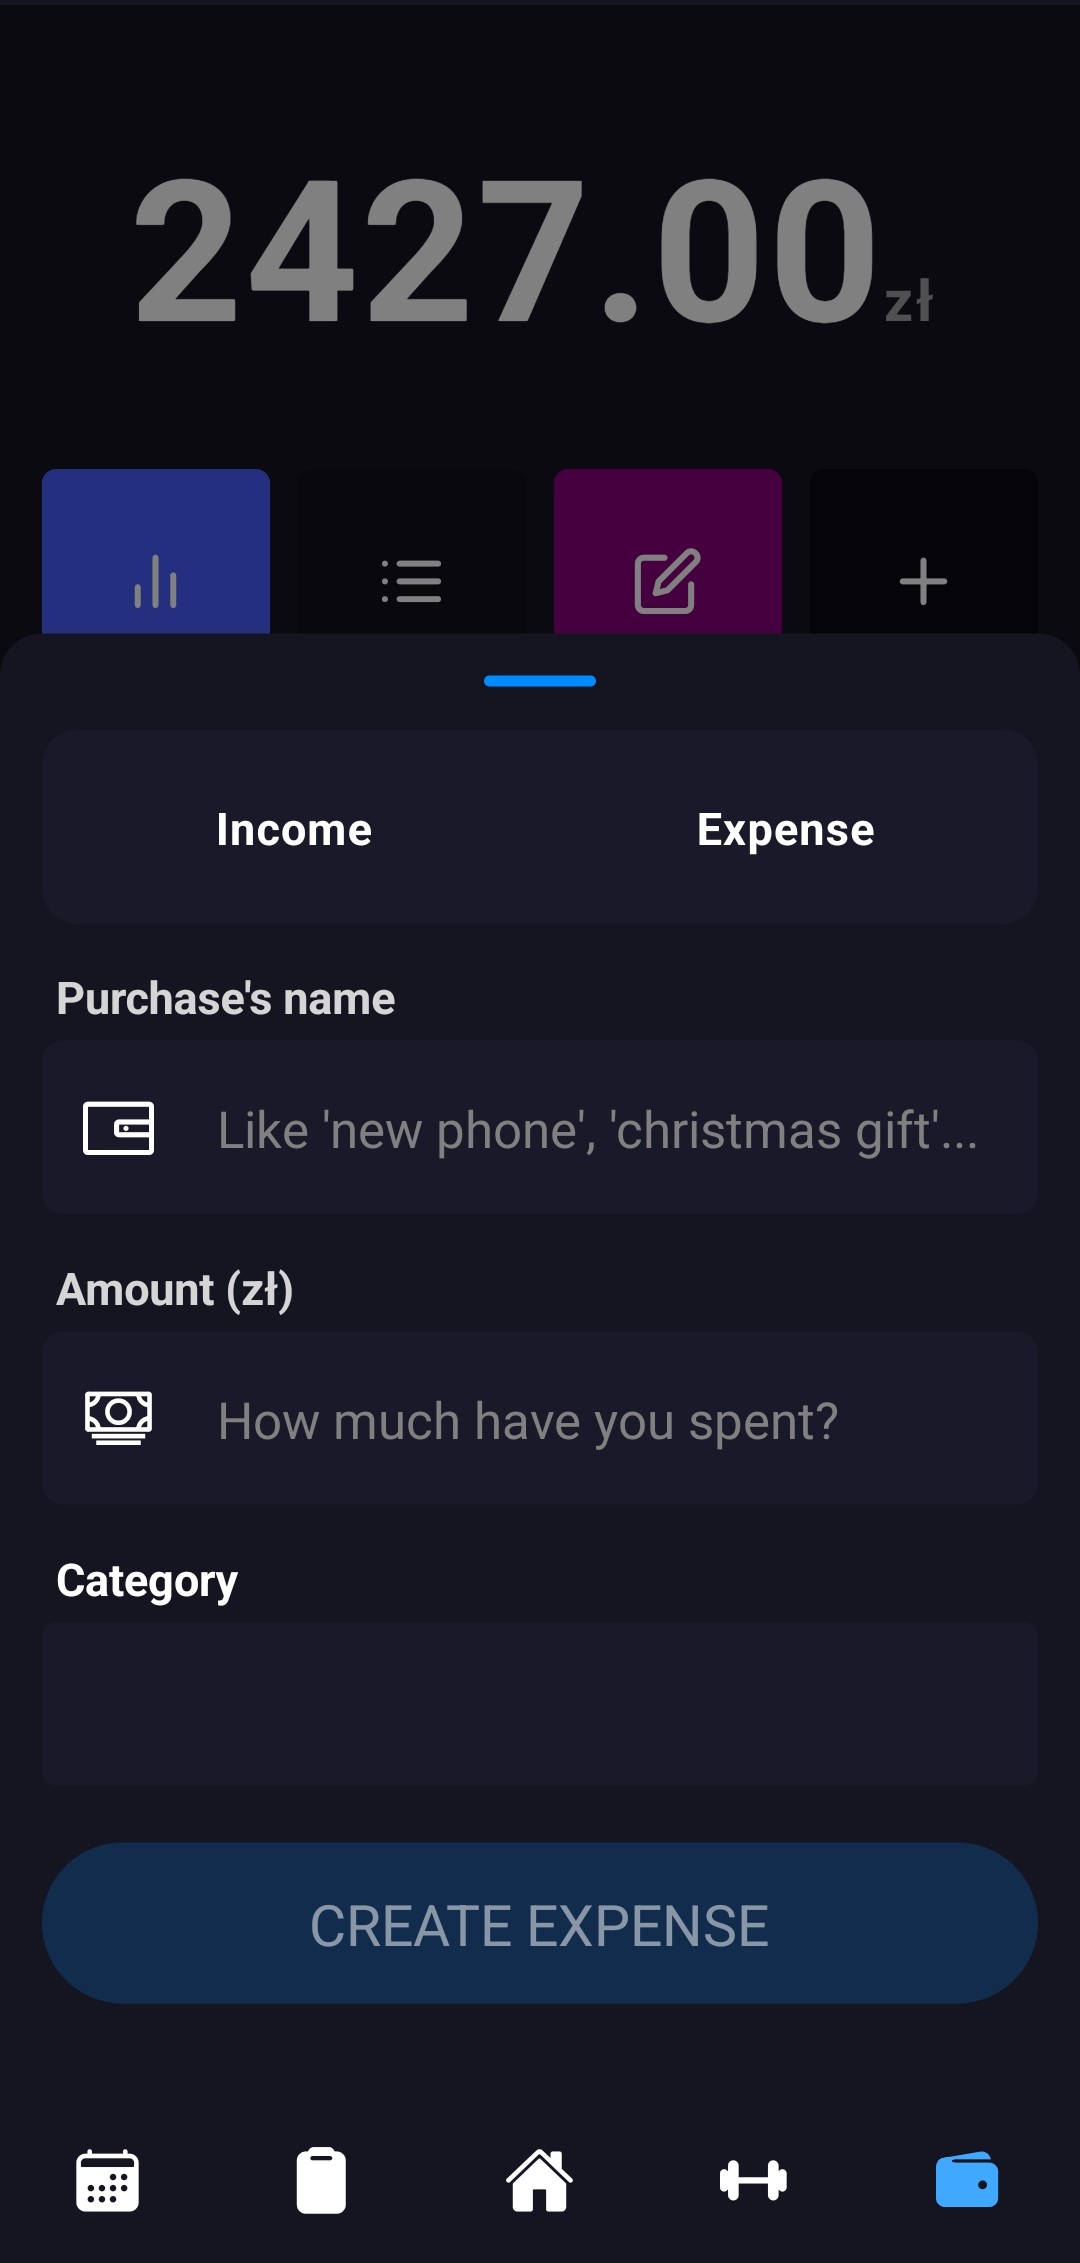 2427.00zł
Income Expense
Purchase's name
Like 'new phone', 'christmas gift'...
Amount (zł)
How much have you spent?
Category
CREATE EXPENSE